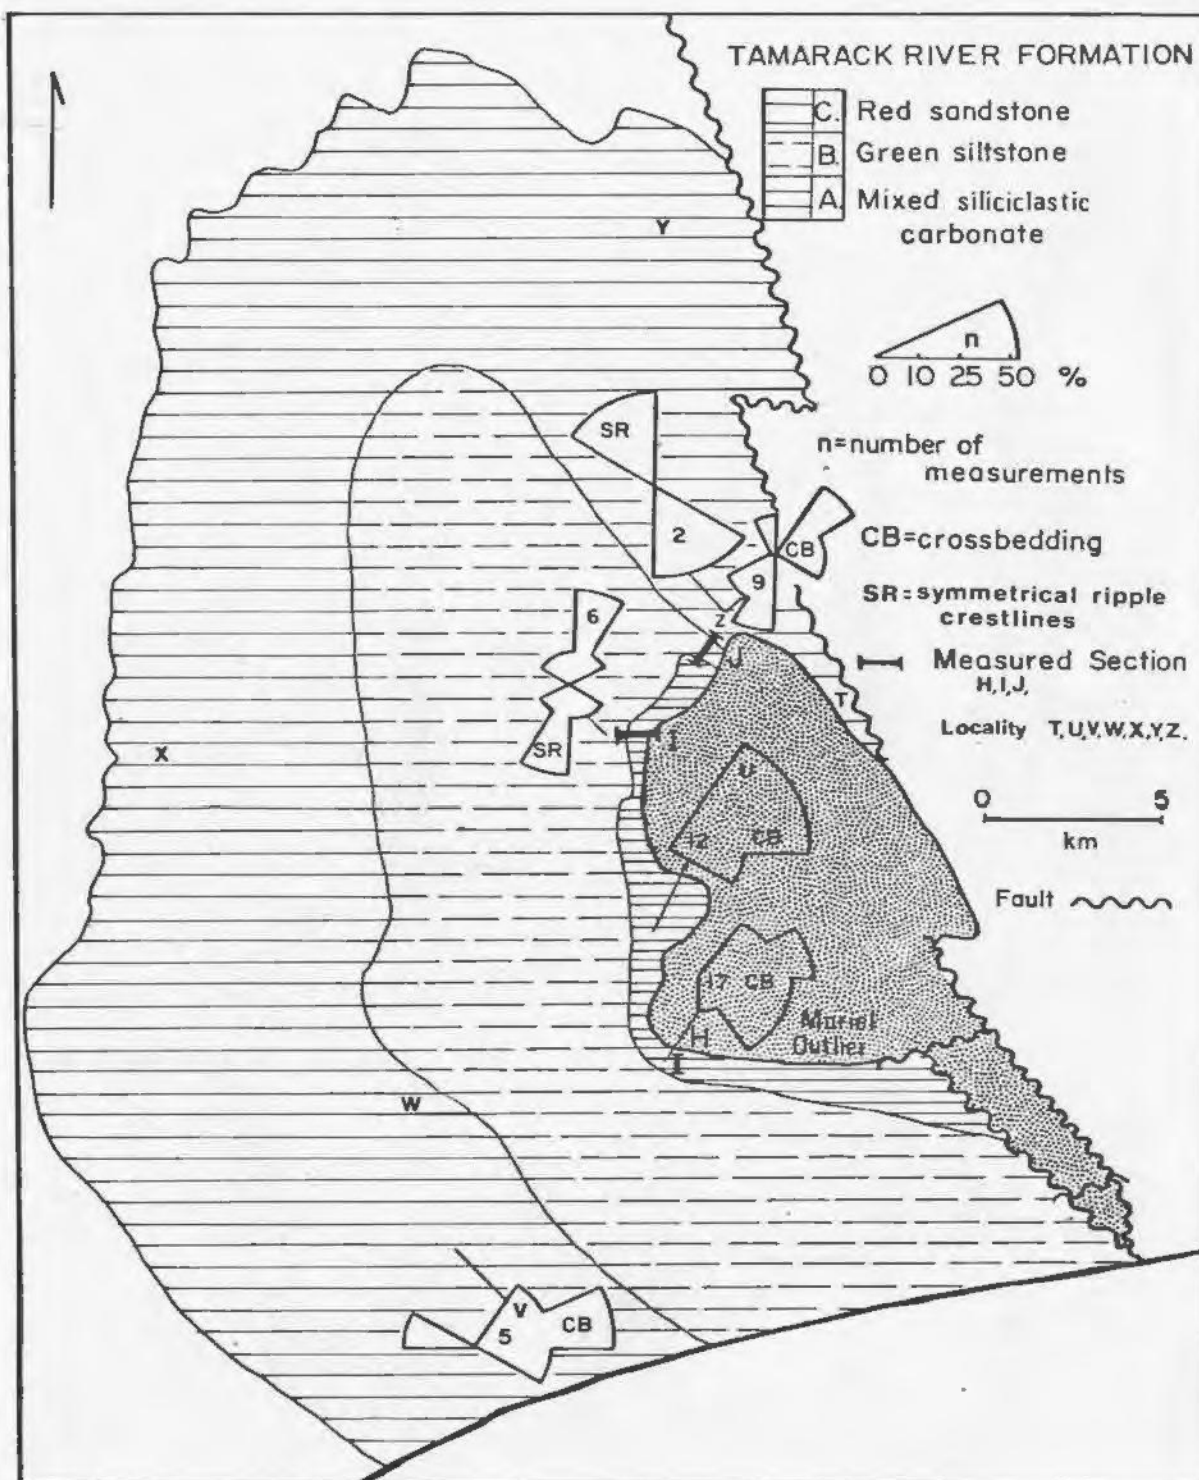 TAMARACK RIVER FORMATION
C. Red sandstone
B. Green siltstone
A. Mixed siliciclastic
carbonate
Y
n
0 10 25 50 %
SR
n=number of
measurements
2
CB
CB=crossbedding
9
6
SR=symmetrical ripple
crestlines
Z
J
Measured Section
H,I,J,
T
SR
I
Locality T,U,V,W,X,Y,Z.
X
U
0 5
km
12 CB
Fault
17 CB
H
Mariet
Outlier
W
V
5 CB